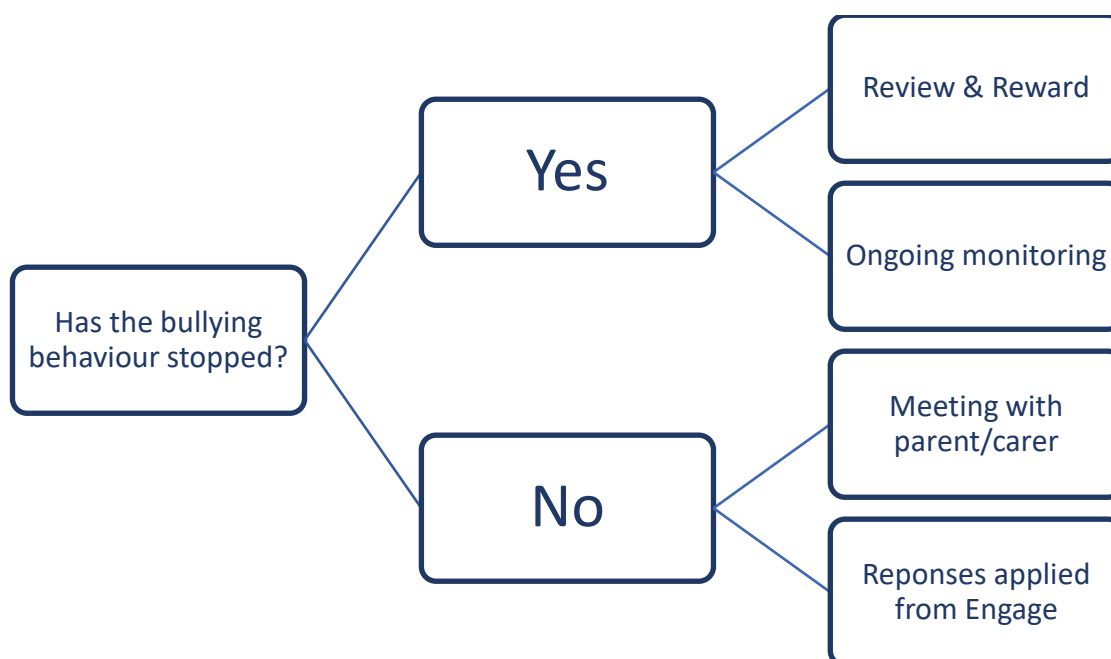 Has the bullying
behaviour stopped?
Yes
Review & Reward
Ongoing monitoring
No
Meeting with
parent/carer
Reponses applied
from Engage